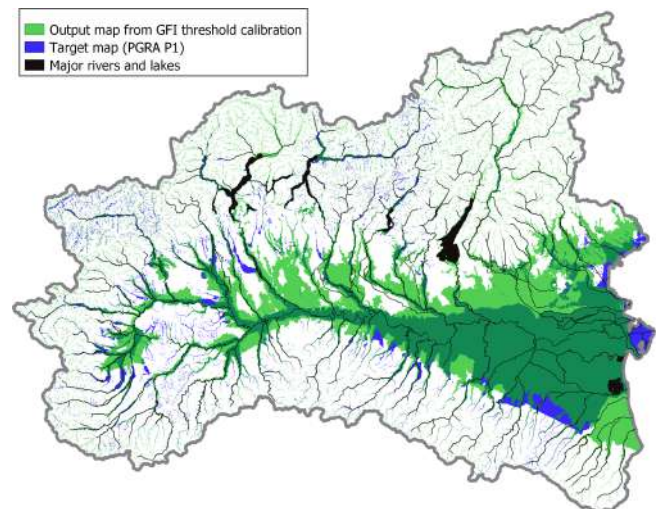 Output map from GFI threshold calibration
Target map (PGRA P1)
Major rivers and lakes